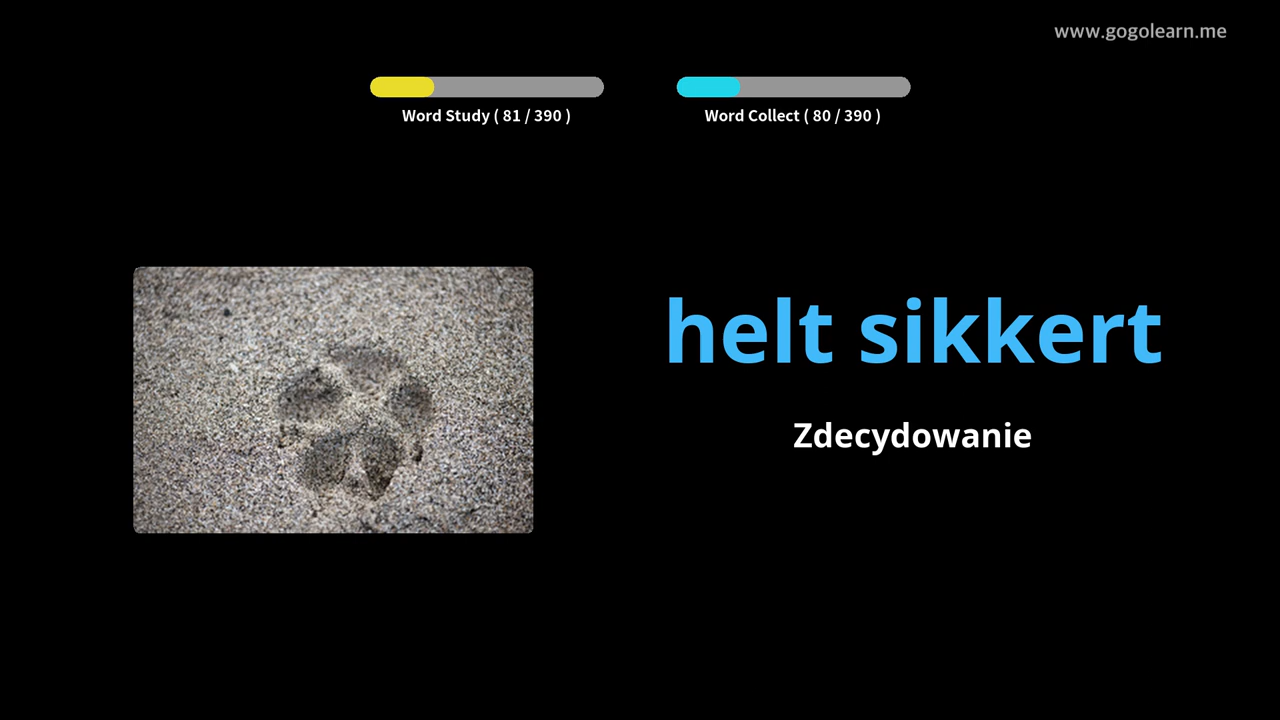 www.gogolearn.me
Word Study ( 81 / 390 )
Word Collect ( 80 / 390 )
helt sikkert
Zdecydowanie